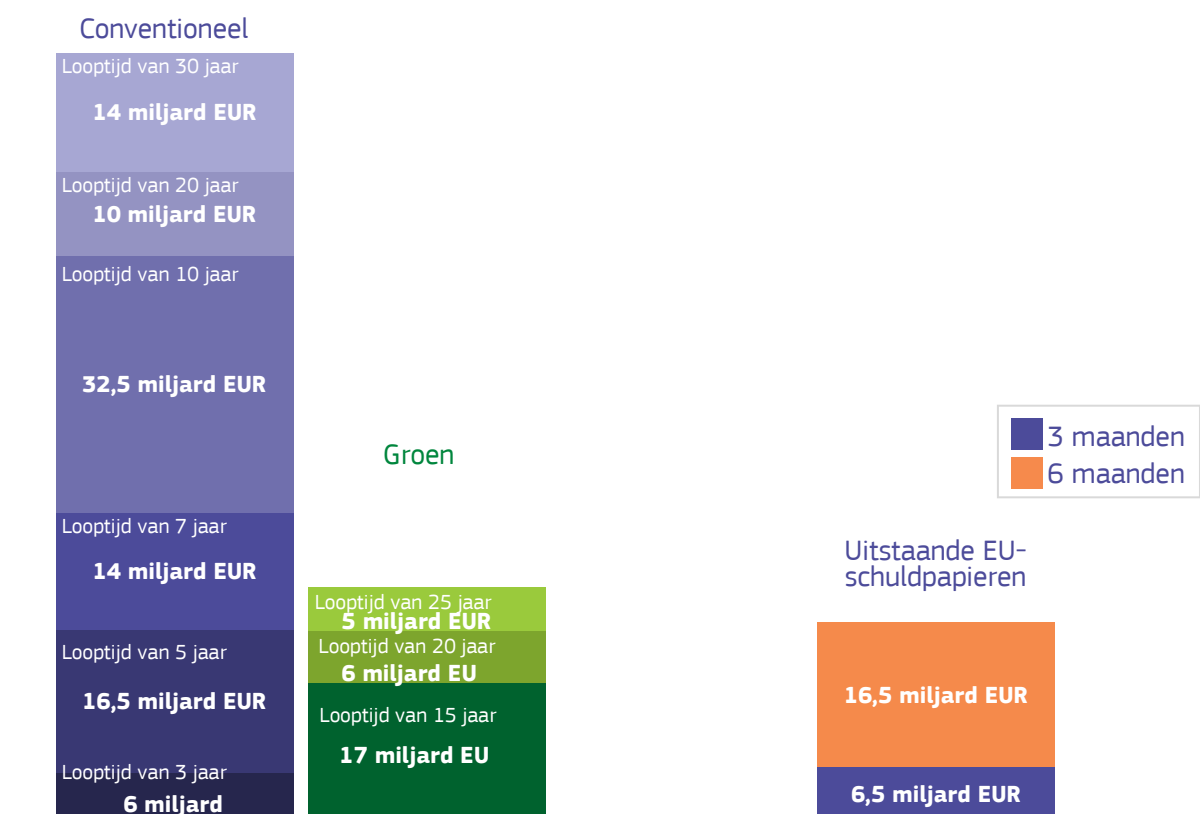 Conventioneel
Looptijd van 30 jaar
14 miljard EUR
Looptijd van 20 jaar
10 miljard EUR
Looptijd van 10 jaar
32,5 miljard EUR
Looptijd van 7 jaar
14 miljard EUR
Looptijd van 5 jaar
16,5 miljard EUR
Looptijd van 3 jaar
6 miljard
Groen
Looptijd van 25 jaar
5 miljard EUR
Looptijd van 20 jaar
6 miljard EU
Looptijd van 15 jaar
17 miljard EU
3 maanden
6 maanden
Uitstaande EU-
schuldpapieren
16,5 miljard EUR
6,5 miljard EUR